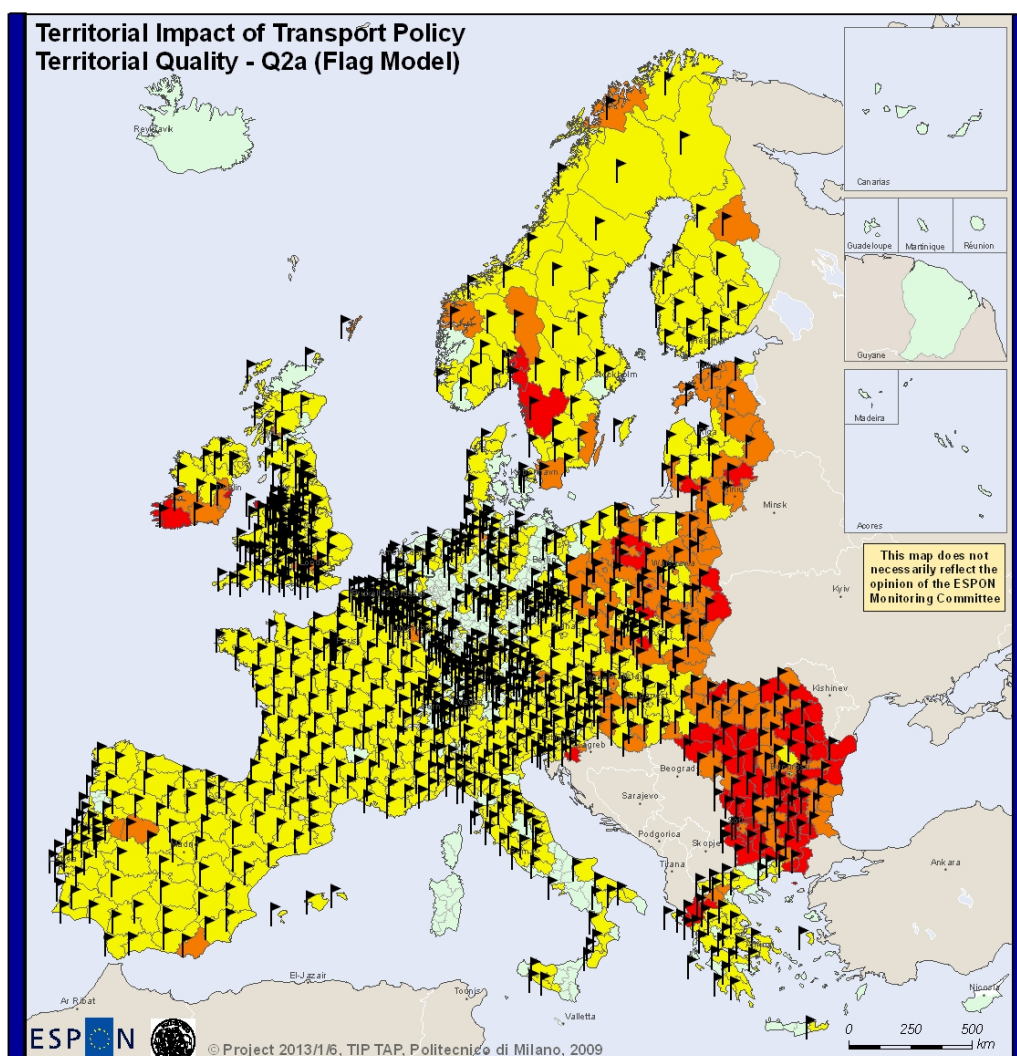 Territorial Impact of Transport Policy
Territorial Quality - Q2a (Flag Model)
Reykjavik
Canarias
Guadeloupe
Martinique
Réunion
Guyane
Madeira
Acores
This map does not
necessarily reflect the
opinion of the ESPON
Monitoring Committee
Minsk
Kyiv
Kishinev
Beograd
Sarajevo
Podgorica
Skopje
Tirana
Ankara
El-Jazair
Tounis
Ar Ribat
Valletta
ESPON
© Project 2013/1/6, TIP TAP, Politecnico di Milano, 2009
0 250 500
km